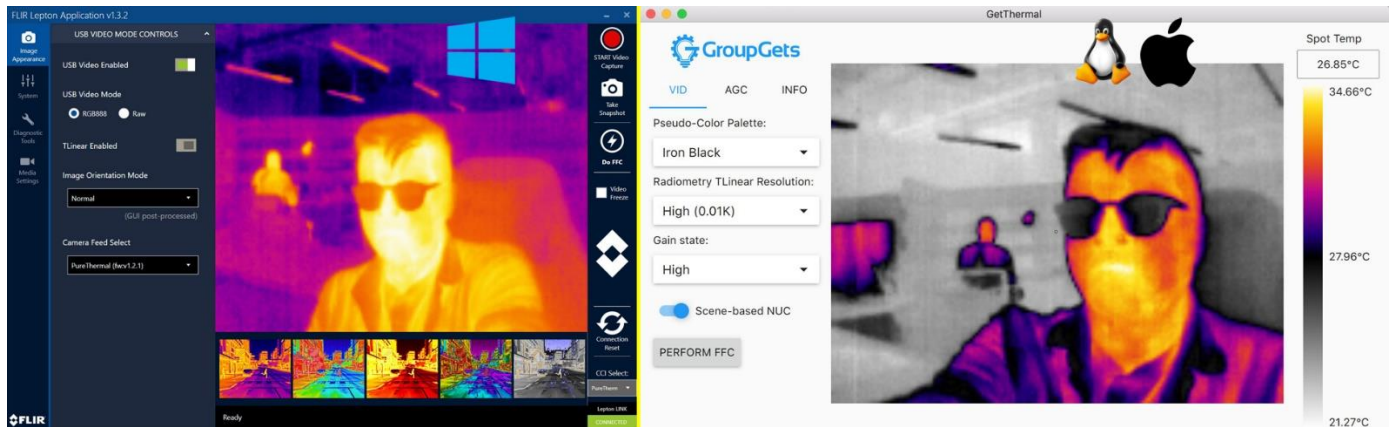 FLIR Lepton Application v1.3.2
Image
Appearance
System
Diagnostic
Tools
Media
Settings
FLIR
USB VIDEO MODE CONTROLS
USB Video Enabled
USB Video Mode
RGB888
Raw
TLinear Enabled
Image Orientation Mode
Normal
(GUI post-processed)
Camera Feed Select
PureThermal (fw:v1.2.1)
Ready
START Video
Capture
Take
Snapshot
Do FFC
Video
Freeze
Connection
Reset
CCI Select:
PureTherm
Lepton LINK
CONNECTED
GetThermal
GroupGets
VID AGC INFO
Pseudo-Color Palette:
Iron Black
Radiometry TLinear Resolution:
High (0.01K)
Gain state:
High
Scene-based NUC
PERFORM FFC
Spot Temp
26.85°C
34.66°C
27.96°C
21.27°C